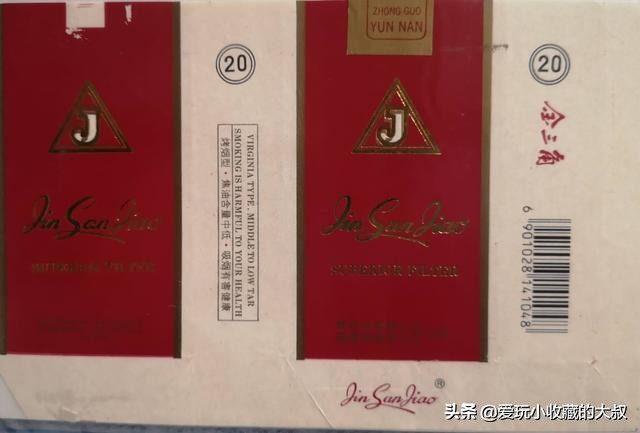 J
Jin San Jiao
20
VIRGINIA TYPE, MIDDLE TO LOW TAR
SMOKING IS HARMFUL TO YOUR HEALTH
烤烟型·焦油含量中低·吸烟有害健康
ZHONG GUO
YUN NAN
J
Jin San Jiao
SUPERIOR FILTER
20
金三角
6 901028 141048
Jin San Jiao®
头条 @爱玩小收藏的大叔